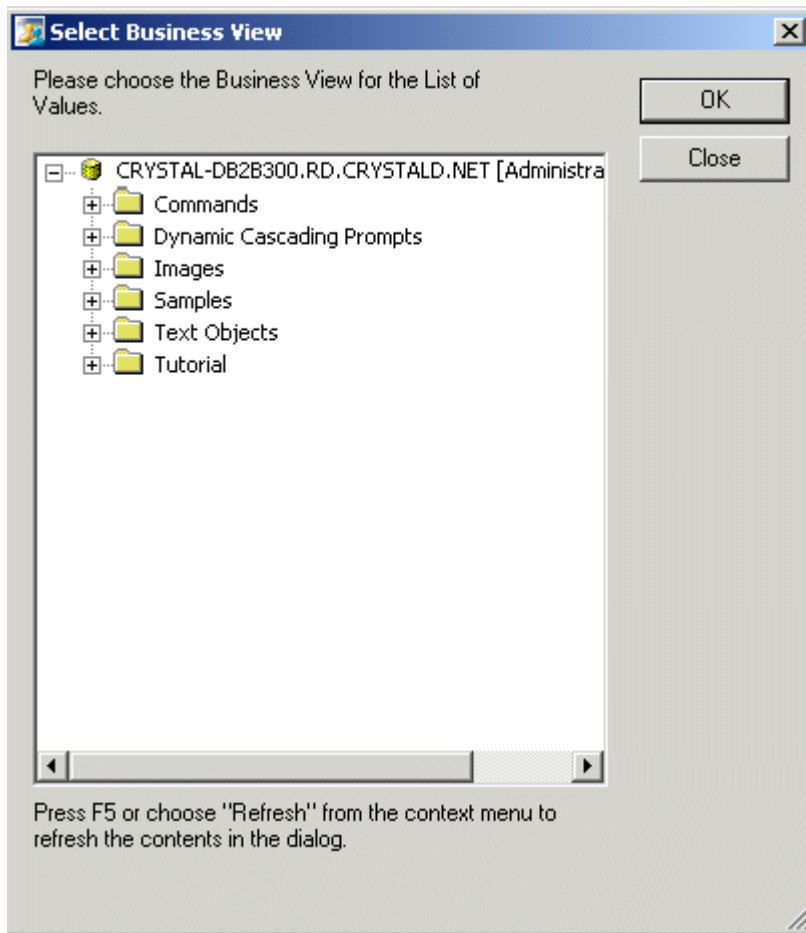 Select Business View
Please choose the Business View for the List of
Values.
OK
Close
CRYSTAL-DB2B300.RD.CRYSTALD.NET [Administra
Commands
Dynamic Cascading Prompts
Images
Samples
Text Objects
Tutorial
Press F5 or choose "Refresh" from the context menu to
refresh the contents in the dialog.